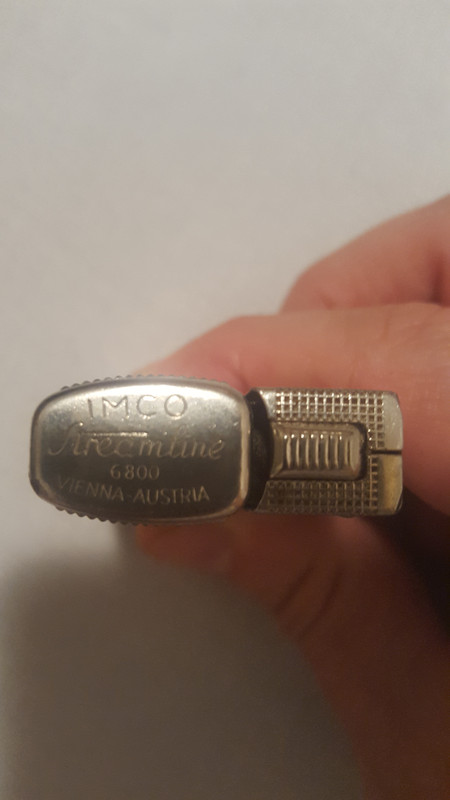 IMCO
Streamline
6800
VIENNA-AUSTRIA